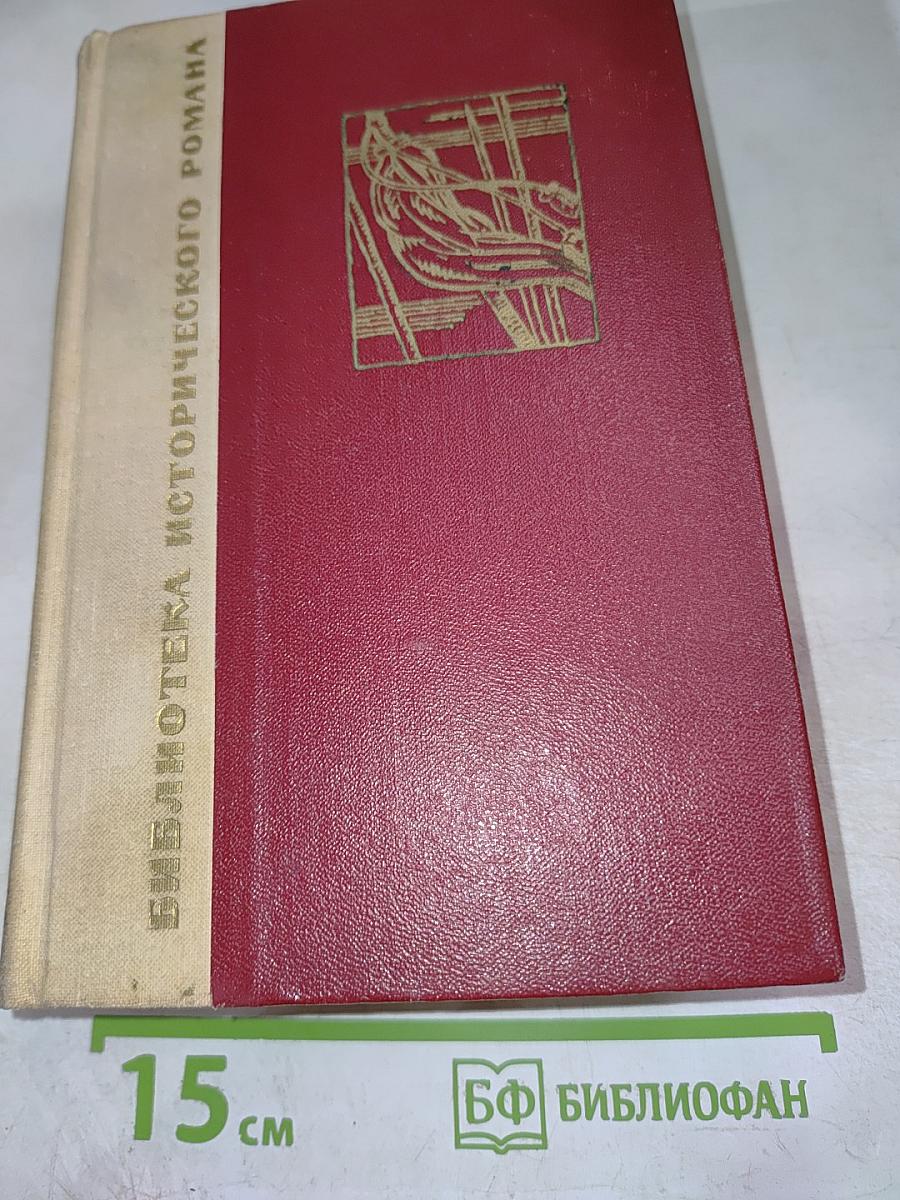 БИБЛИОТЕКА ИСТОРИЧЕСКОГО РОМАНА
15 см
БФ БИБЛИОФАН